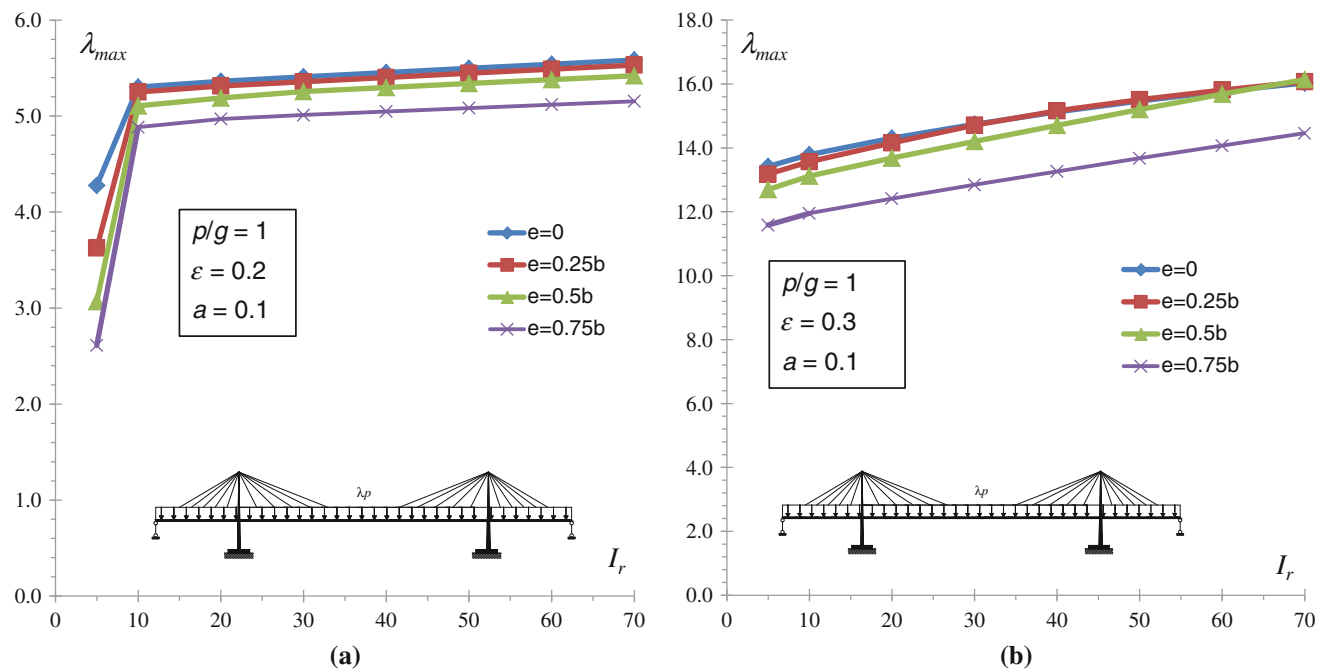 6.0
5.0
4.0
3.0
2.0
1.0
0.0
λmax
p/g = 1
ε = 0.2
a = 0.1
e=0
e=0.25b
e=0.5b
e=0.75b
λp
Ir
0 10 20 30 40 50 60 70
(a)
18.0
16.0
14.0
12.0
10.0
8.0
6.0
4.0
2.0
0.0
λmax
p/g = 1
ε = 0.3
a = 0.1
e=0
e=0.25b
e=0.5b
e=0.75b
λp
Ir
0 10 20 30 40 50 60 70
(b)